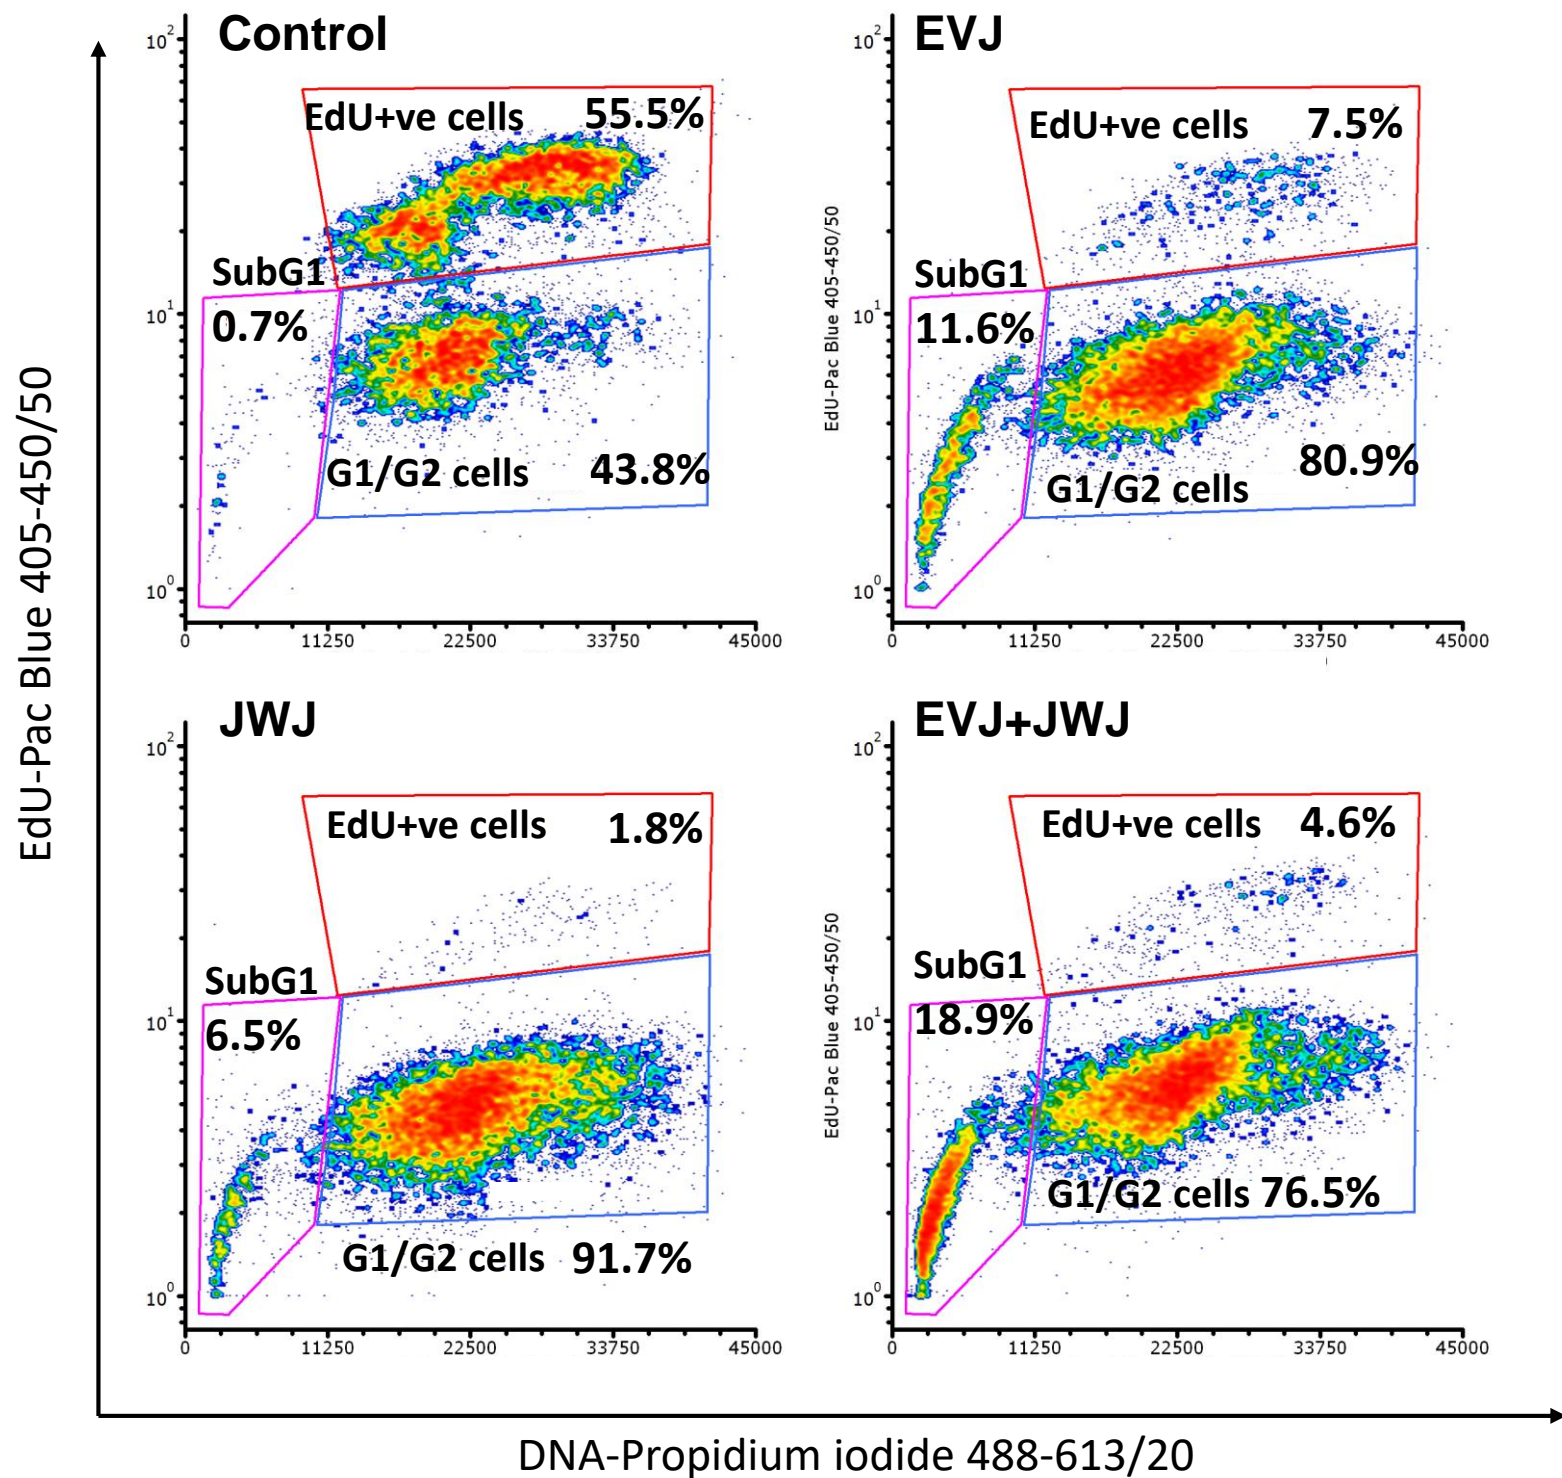 Control
10²
EdU+ve cells 55.5%
SubG1
10¹
0.7%
G1/G2 cells 43.8%
10⁰
0 11250 22500 33750 45000
EVJ
10²
EdU+ve cells 7.5%
EdU-Pac Blue 405-450/50
SubG1
10¹
11.6%
80.9%
G1/G2 cells
10⁰
0 11250 22500 33750 45000
EdU-Pac Blue 405-450/50
JWJ
10²
EdU+ve cells 1.8%
SubG1
10¹
6.5%
G1/G2 cells 91.7%
10⁰
0 11250 22500 33750 45000
EVJ+JWJ
10²
EdU+ve cells 4.6%
EdU-Pac Blue 405-450/50
SubG1
10¹
18.9%
G1/G2 cells 76.5%
10⁰
0 11250 22500 33750 45000
DNA-Propidium iodide 488-613/20